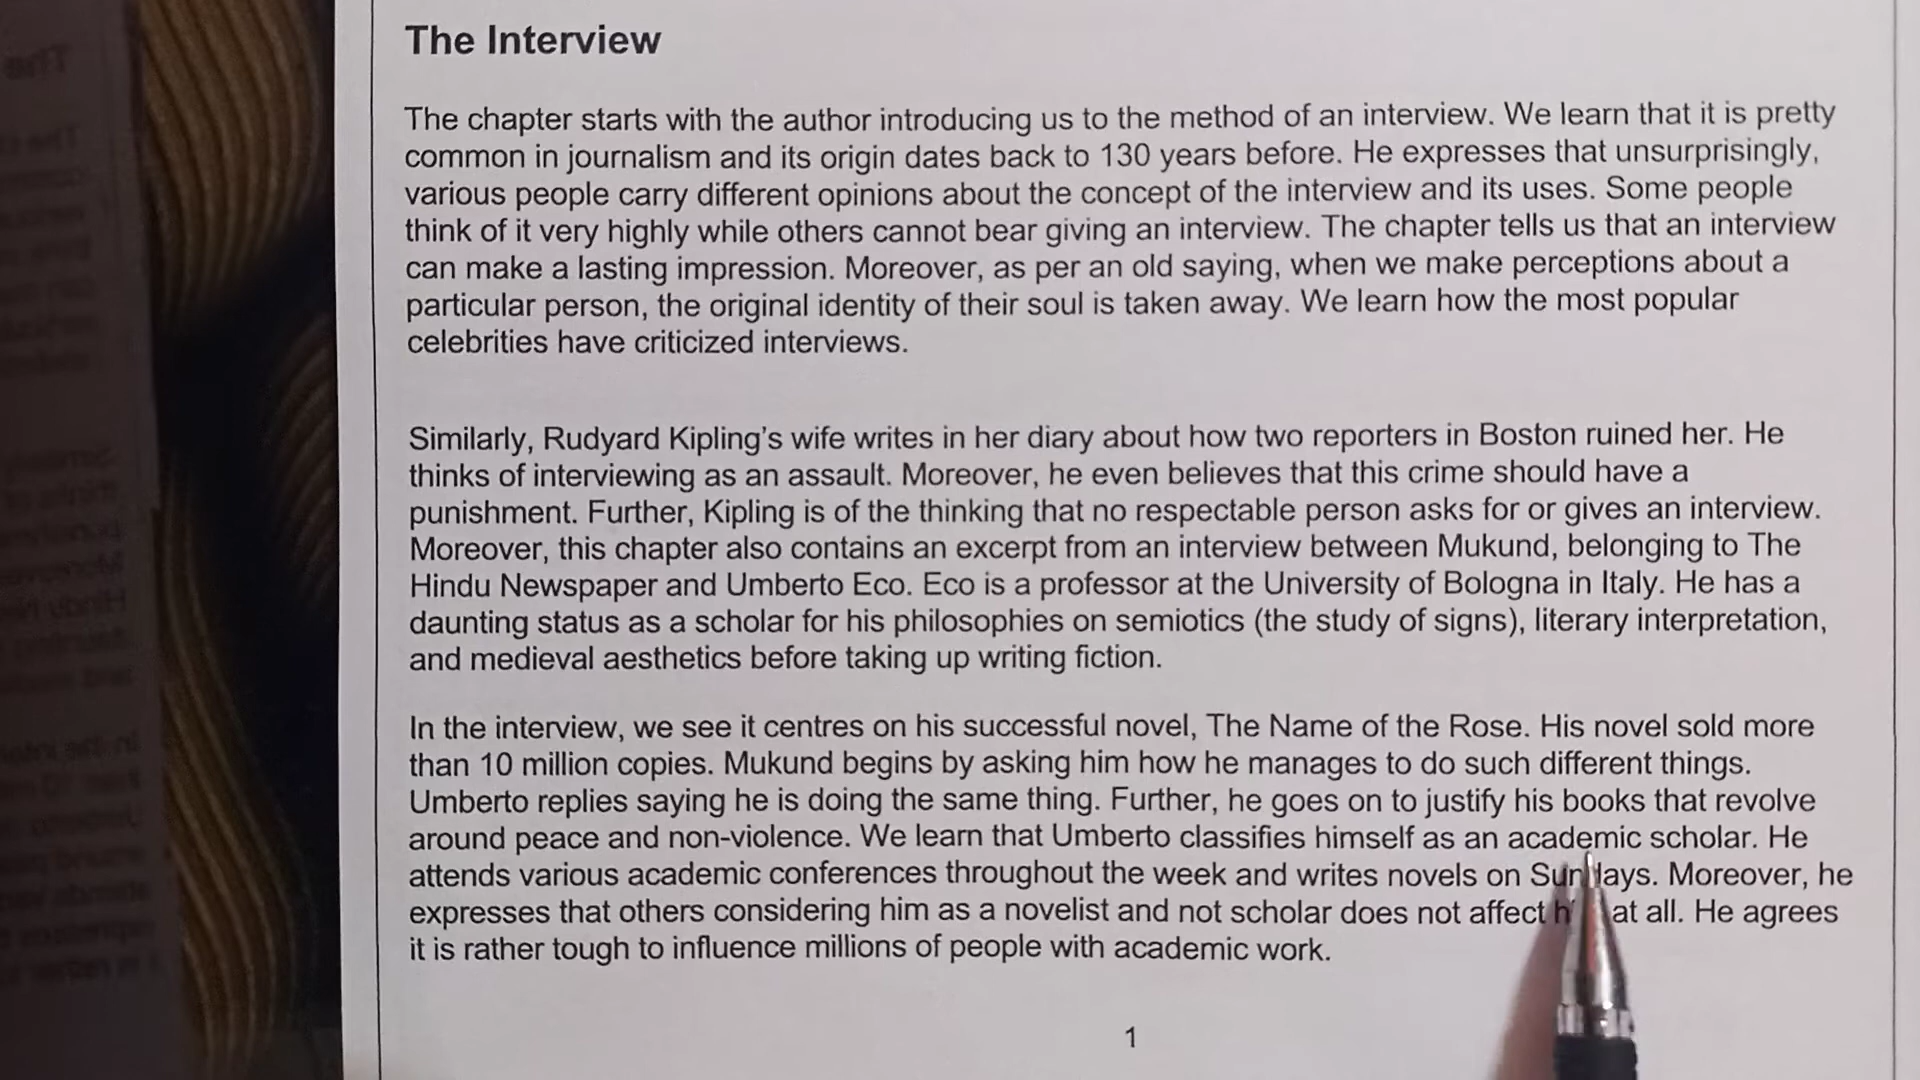 The Interview
The chapter starts with the author introducing us to the method of an interview. We learn that it is pretty
common in journalism and its origin dates back to 130 years before. He expresses that unsurprisingly,
various people carry different opinions about the concept of the interview and its uses. Some people
think of it very highly while others cannot bear giving an interview. The chapter tells us that an interview
can make a lasting impression. Moreover, as per an old saying, when we make perceptions about a
particular person, the original identity of their soul is taken away. We learn how the most popular
celebrities have criticized interviews.
Similarly, Rudyard Kipling's wife writes in her diary about how two reporters in Boston ruined her. He
thinks of interviewing as an assault. Moreover, he even believes that this crime should have a
punishment. Further, Kipling is of the thinking that no respectable person asks for or gives an interview.
Moreover, this chapter also contains an excerpt from an interview between Mukund, belonging to The
Hindu Newspaper and Umberto Eco. Eco is a professor at the University of Bologna in Italy. He has a
daunting status as a scholar for his philosophies on semiotics (the study of signs), literary interpretation,
and medieval aesthetics before taking up writing fiction.
In the interview, we see it centres on his successful novel, The Name of the Rose. His novel sold more
than 10 million copies. Mukund begins by asking him how he manages to do such different things.
Umberto replies saying he is doing the same thing. Further, he goes on to justify his books that revolve
around peace and non-violence. We learn that Umberto classifies himself as an academic scholar. He
attends various academic conferences throughout the week and writes novels on Sundays. Moreover, he
expresses that others considering him as a novelist and not scholar does not affect at all. He agrees
it is rather tough to influence millions of people with academic work.
1